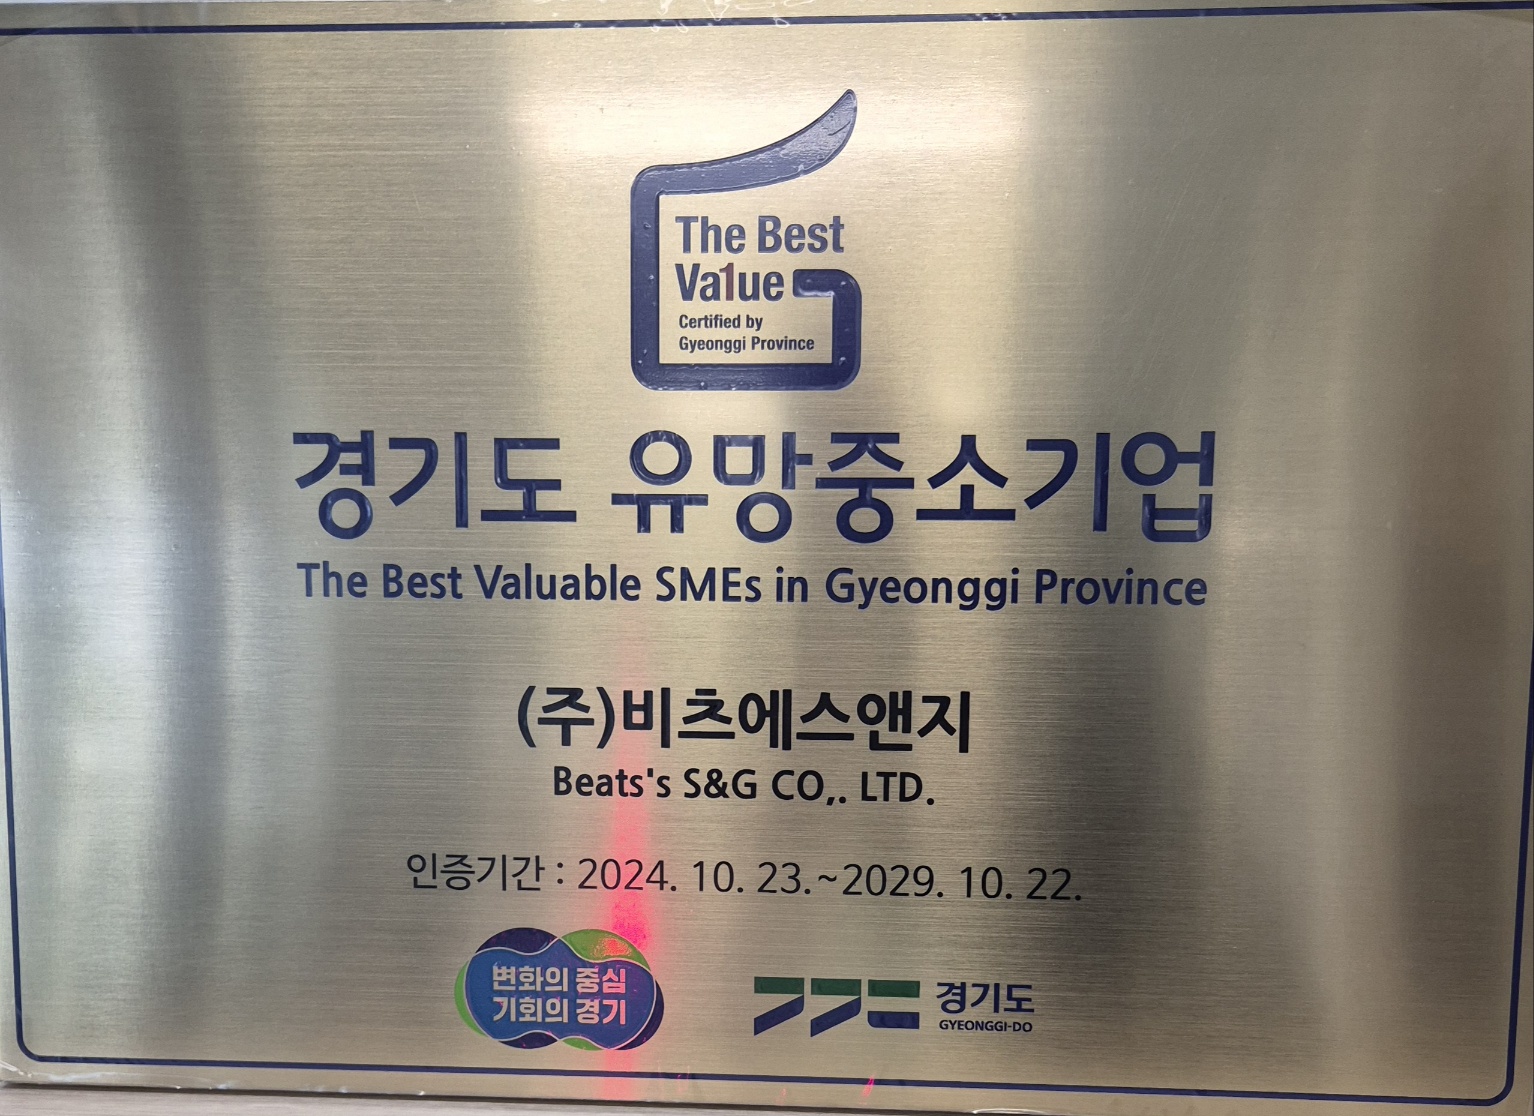 The Best
Va1ue
Certified by
Gyeonggi Province
경기도 유망중소기업
The Best Valuable SMEs in Gyeonggi Province
(주)비츠에스앤지
Beats's S&G CO,. LTD.
인증기간 : 2024. 10. 23.~2029. 10. 22.
변화의 중심
기회의 경기
경기도
GYEONGGI-DO